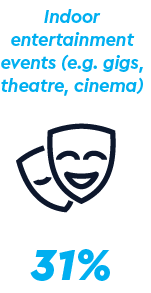 Indoor
entertainment
events (e.g. gigs,
theatre, cinema)
31%